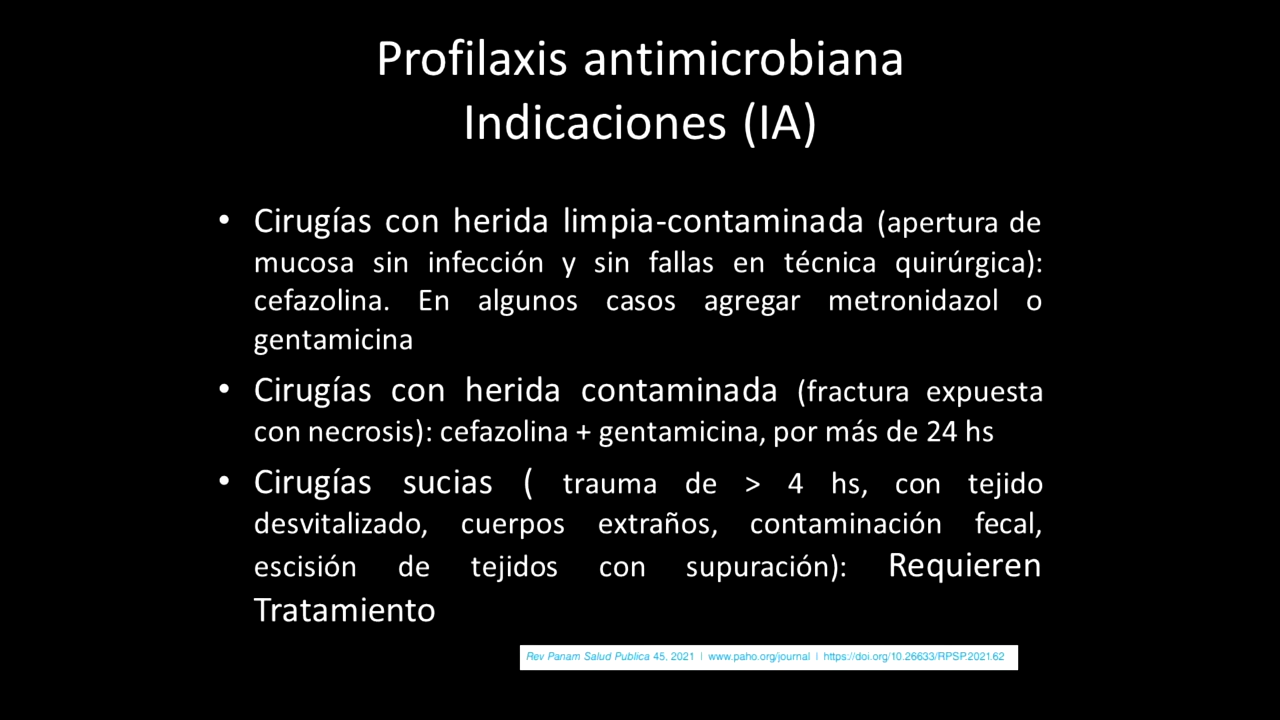 Profilaxis antimicrobiana
Indicaciones (IA)
• Cirugías con herida limpia-contaminada (apertura de
mucosa sin infección y sin fallas en técnica quirúrgica):
cefazolina. En algunos casos agregar metronidazol o
gentamicina
• Cirugías con herida contaminada (fractura expuesta
con necrosis): cefazolina + gentamicina, por más de 24 hs
• Cirugías sucias ( trauma de > 4 hs, con tejido
desvitalizado, cuerpos extraños, contaminación fecal,
escisión de tejidos con supuración): Requieren
Tratamiento
Rev Panam Salud Publica 45, 2021 | www.paho.org/journal | https://doi.org/10.26633/RPSP.2021.62